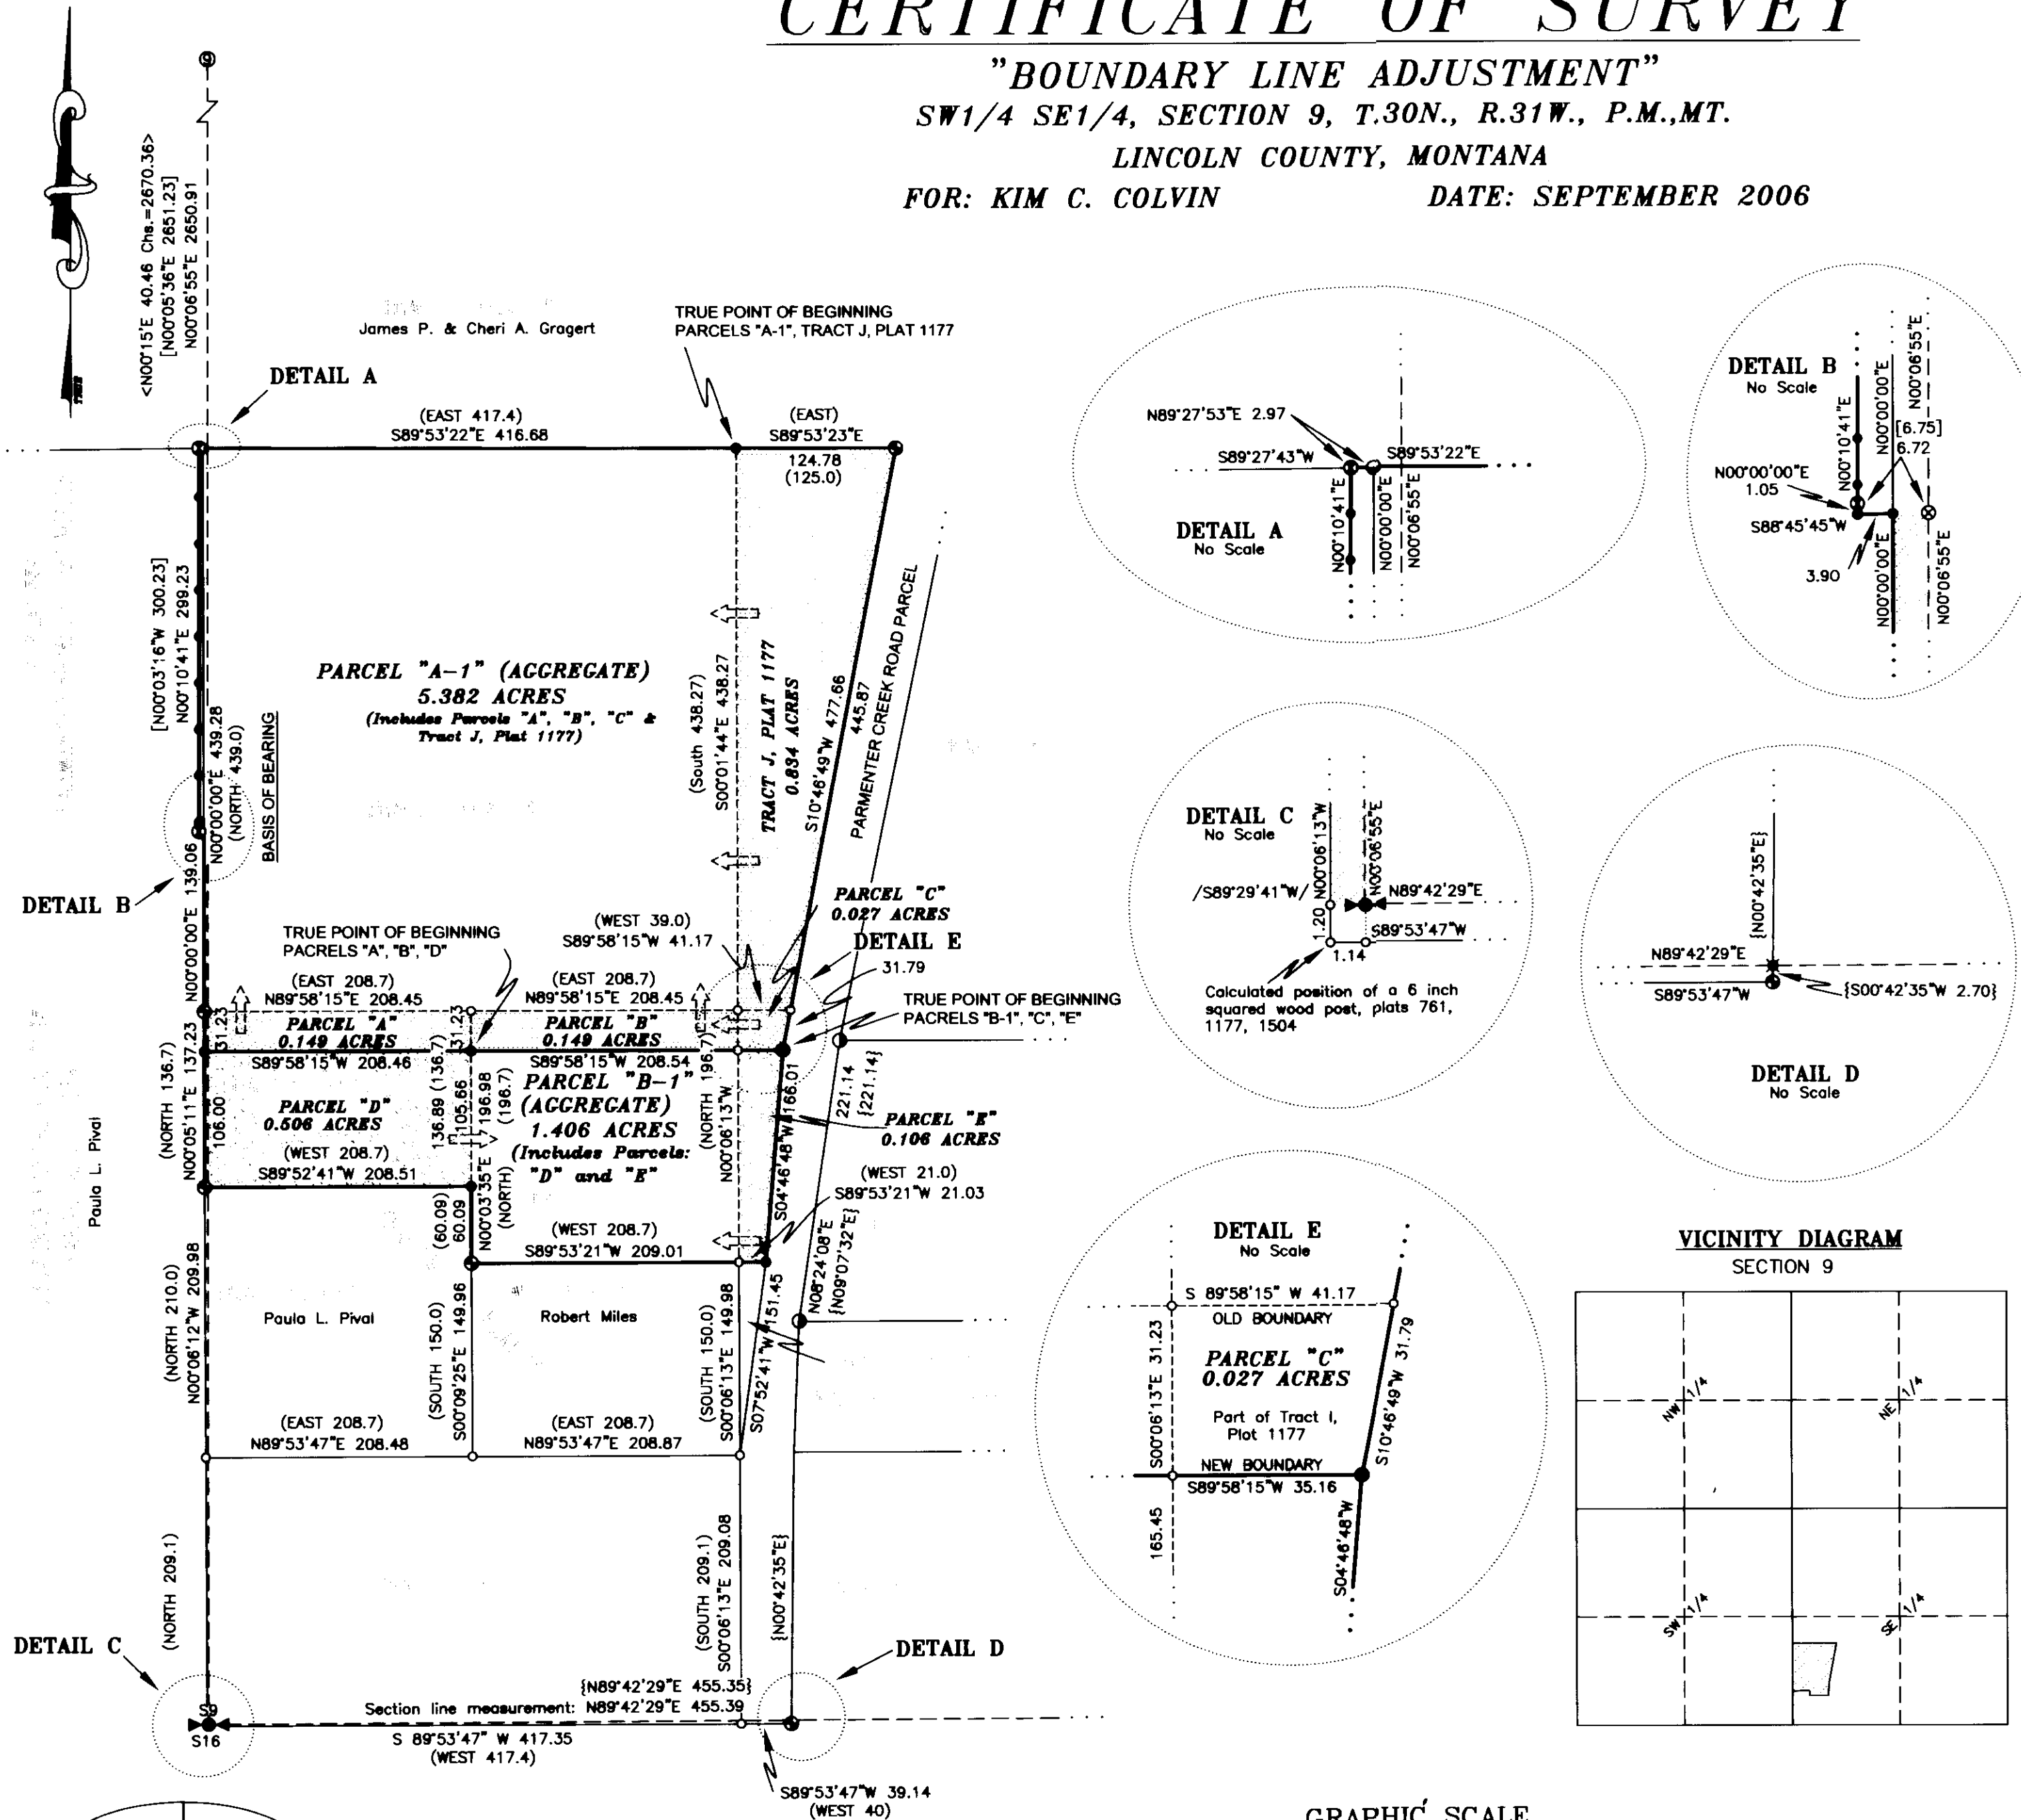 CERTIFICATE OF SURVEY
"BOUNDARY LINE ADJUSTMENT"
SW1/4 SE1/4, SECTION 9, T.30N., R.31W., P.M.,MT.
LINCOLN COUNTY, MONTANA
FOR: KIM C. COLVIN DATE: SEPTEMBER 2006
9
<N00°15'E 40.46 Chs.=2670.36>
[N00°05'36"E 2651.23]
N00°06'55"E 2650.91
James P. & Cheri A. Gragert
TRUE POINT OF BEGINNING
PARCELS "A-1", TRACT J, PLAT 1177
DETAIL A
(EAST 417.4)
S89°53'22"E 416.68
(EAST)
S89°53'23"E
124.78
(125.0)
[N00°03'16"W 300.23]
N00°10'41"E 299.23
N00°00'00"E 439.28
(NORTH 439.0)
BASIS OF BEARING
PARCEL "A-1" (AGGREGATE)
5.382 ACRES
(Includes Parcels "A", "B", "C" &
Tract J, Plat 1177)
(South 438.27)
S00°01'44"E 438.27
TRACT J, PLAT 1177
0.834 ACRES
S10°46'49"W 477.66
445.87
PARMENTER CREEK ROAD PARCEL
DETAIL B
N00°00'00"E 139.06
PARCEL "C"
0.027 ACRES
(WEST 39.0)
S89°58'15"W 41.17
DETAIL E
31.79
TRUE POINT OF BEGINNING
PACRELS "A", "B", "D"
(EAST 208.7)
N89°58'15"E 208.45
(EAST 208.7)
N89°58'15"E 208.45
TRUE POINT OF BEGINNING
PACRELS "B-1", "C", "E"
31.23
PARCEL "A"
0.149 ACRES
S89°58'15"W 208.46
31.23
PARCEL "B"
0.149 ACRES
S89°58'15"W 208.54
(NORTH 136.7)
N00°05'11"E 137.23
106.00
PARCEL "D"
0.506 ACRES
(WEST 208.7)
S89°52'41"W 208.51
136.89 (136.7)
105.66
196.98
(196.7)
N00°03'35"E
(NORTH)
PARCEL "B-1"
(AGGREGATE)
1.406 ACRES
(Includes Parcels:
"D" and "E"
(NORTH 196.7)
N00°06'13"W
S04°46'48"W 166.01
221.14
{221.14}
PARCEL "E"
0.106 ACRES
(WEST 21.0)
S89°53'21"W 21.03
(60.09)
60.09
(WEST 208.7)
S89°53'21"W 209.01
N08°24'08"E
{N09°07'32"E}
Paula L. Pival
(NORTH 210.0)
N00°06'12"W 209.98
Paula L. Pival
(SOUTH 150.0)
S00°09'25"E 149.96
Robert Miles
(SOUTH 150.0)
S00°06'13"E 149.98
S07°52'41"W 151.45
(EAST 208.7)
N89°53'47"E 208.48
(EAST 208.7)
N89°53'47"E 208.87
(NORTH 209.1)
(SOUTH 209.1)
S00°06'13"E 209.08
{N00°42'35"E}
DETAIL C
DETAIL D
{N89°42'29"E 455.35}
Section line measurement: N89°42'29"E 455.39
S9
S16
S 89°53'47" W 417.35
(WEST 417.4)
S89°53'47"W 39.14
(WEST 40)
N89°27'53"E 2.97
S89°27'43"W
S89°53'22"E
DETAIL A
No Scale
N00°10'41"E
N00°00'00"E
N00°06'55"E
DETAIL B
No Scale
N00°10'41"E
N00°00'00"E
N00°06'55"E
[6.75]
6.72
N00°00'00"E
1.05
S88°45'45"W
3.90
N00°00'00"E
N00°06'55"E
DETAIL C
No Scale
N00°06'13"W
N00°06'55"E
/S89°29'41"W/
N89°42'29"E
1.20
S89°53'47"W
1.14
Calculated position of a 6 inch
squared wood post, plats 761,
1177, 1504
{N00°42'35"E}
N89°42'29"E
S89°53'47"W
{S00°42'35"W 2.70}
DETAIL D
No Scale
DETAIL E
No Scale
S 89°58'15" W 41.17
OLD BOUNDARY
S00°06'13"E 31.23
PARCEL "C"
0.027 ACRES
Part of Tract I,
Plot 1177
S10°46'49"W 31.79
NEW BOUNDARY
S89°58'15"W 35.16
165.45
S04°46'48"W
VICINITY DIAGRAM
SECTION 9
NW 1/4
NE 1/4
SW 1/4
SE 1/4
GRAPHIC SCALE